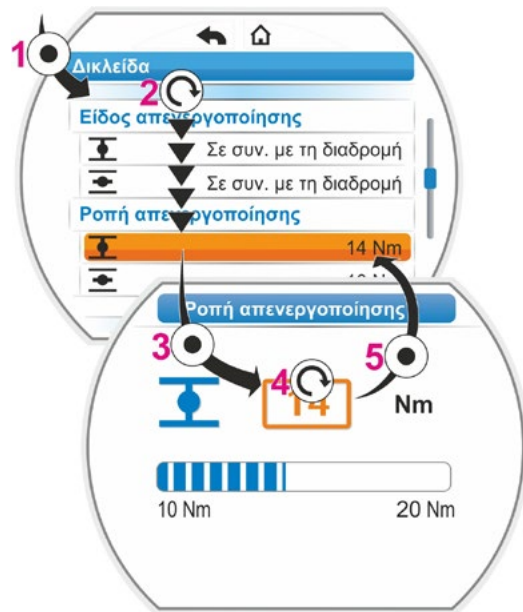 1
Δικλείδα
2
Είδος απενεργοποίησης
Σε συν. με τη διαδρομή
Σε συν. με τη διαδρομή
Ροπή απενεργοποίησης
14 Nm
Ροπή απενεργοποίησης
3
4
5
14
Nm
10 Nm
20 Nm